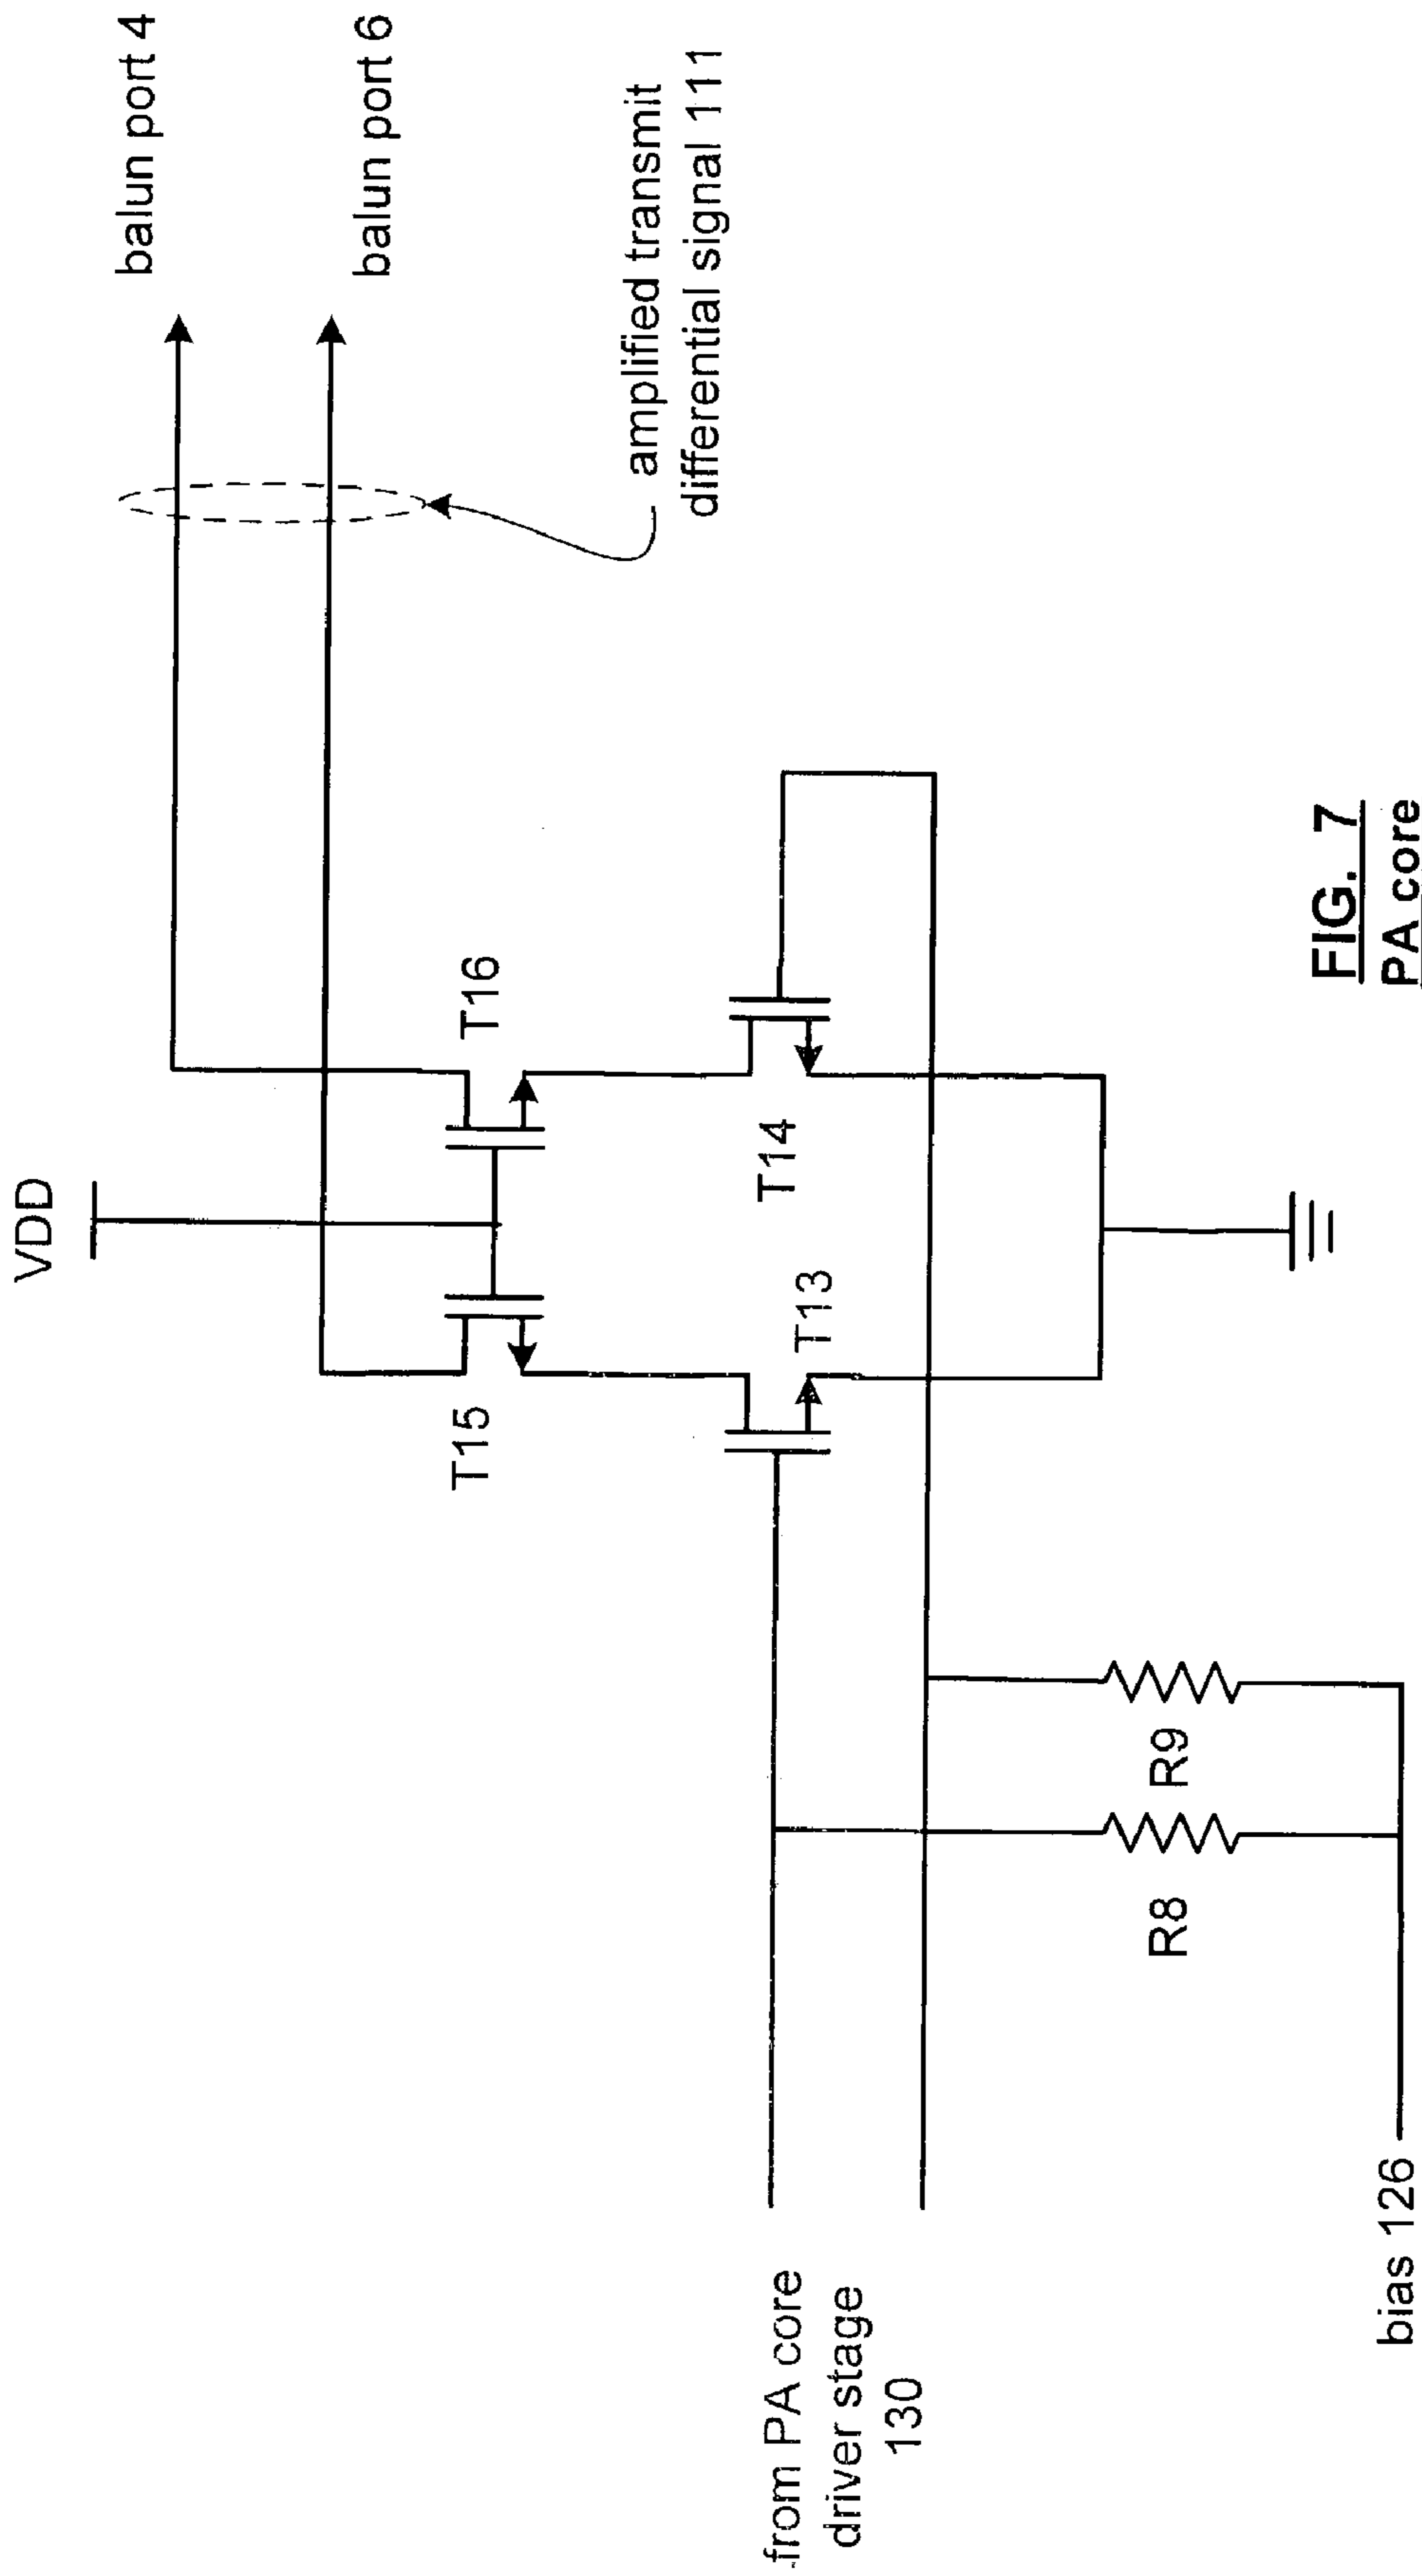 VDD
balun port 4
balun port 6
amplified transmit
differential signal 111
T15
T16
T13
T14
from PA core
driver stage
130
R8
R9
bias 126
FIG. 7
PA core